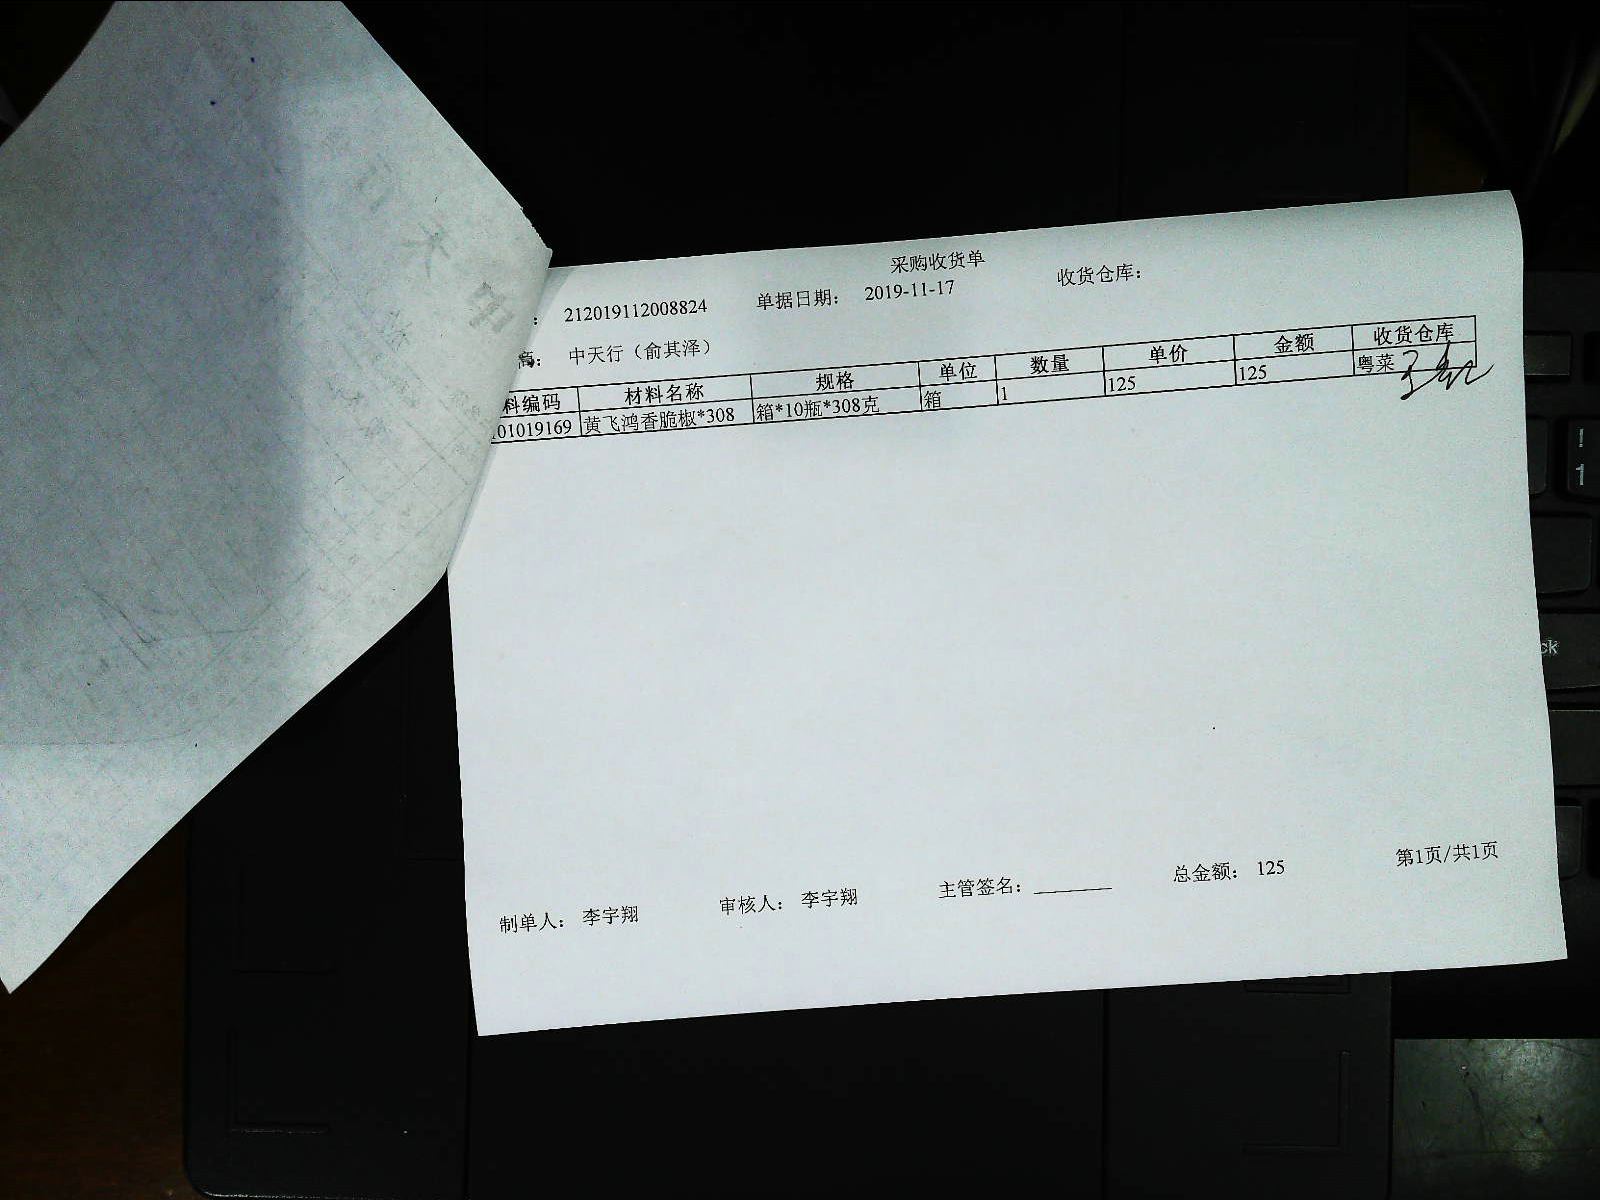 采购收货单
: 212019112008824 单据日期: 2019-11-17 收货仓库:
商: 中天行（俞其泽）
料编码 材料名称 规格 单位 数量 单价 金额 收货仓库
01019169 黄飞鸿香脆椒*308 箱*10瓶*308克 箱 1 125 125 粤菜
制单人: 李宇翔 审核人: 李宇翔 主管签名: ________ 总金额: 125 第1页/共1页